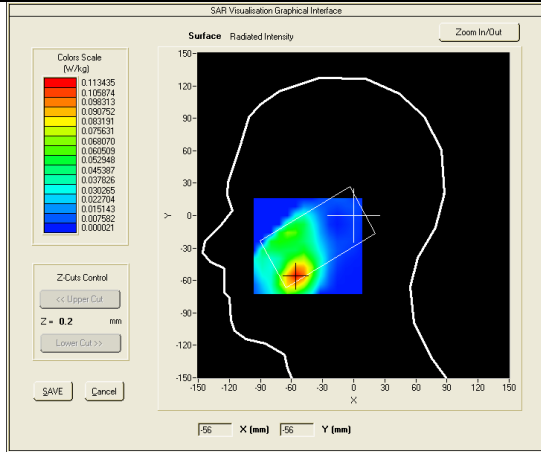 SAR Visualisation Graphical Interface
Surface Radiated Intensity
Zoom In/Out
Colors Scale
(W/kg)
0.113435
0.105874
0.098313
0.090752
0.083191
0.075631
0.068070
0.060509
0.052948
0.045387
0.037826
0.030265
0.022704
0.015143
0.007582
0.000021
Z-Cuts Control
<< Upper Cut
Z = 0.2 mm
Lower Cut >>
SAVE
Cancel
150-
120-
90-
60-
30-
0-
-30-
-60-
-90-
-120-
-150-
Y
-150 -120 -90 -60 -30 0 30 60 90 120 150
X
-56 X (mm) -56 Y (mm)